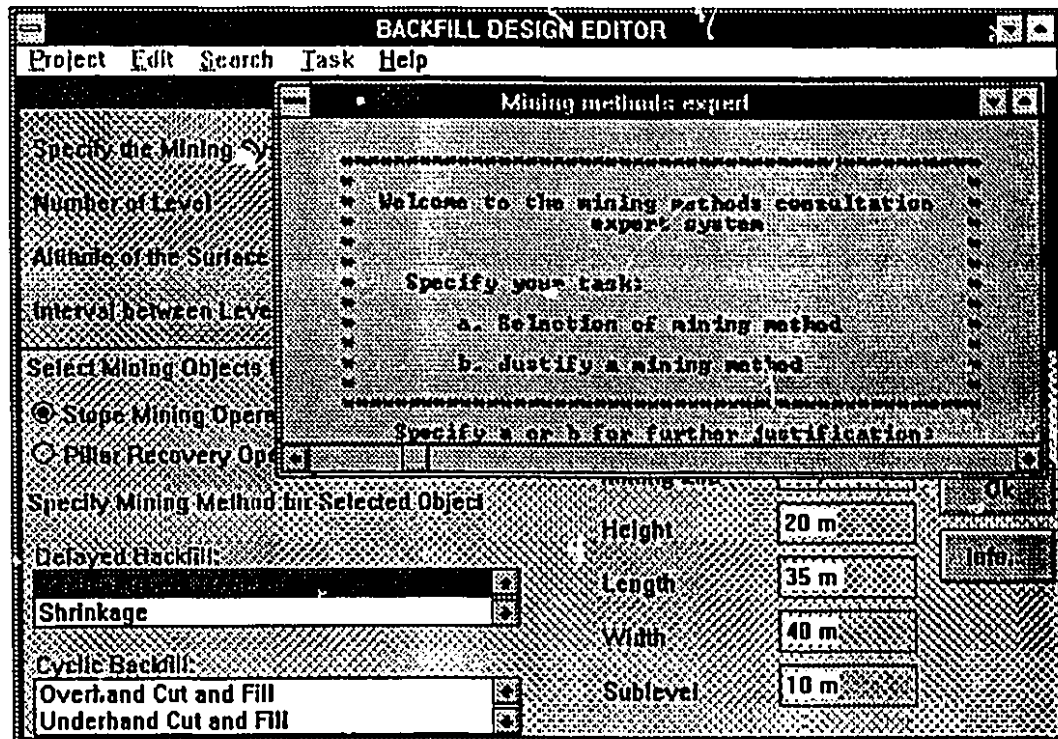 BACKFILL DESIGN EDITOR
Project Edit Search Task Help
Mining methods expert
Welcome to the mining methods consultation
expert system
Specify your task:
a. Selection of mining method
b. Justify a mining method
Specify a or b for further justification:
Specify the Mining
Number of Level
Altitude of the Surface
Interval between Leve
Select Mining Objects
Stope Mining Opera
Pillar Recovery Ope
Specify Mining Method for Selected Object
Delayed Backfill:
Shrinkage
Cyclic Backfill:
Overhand Cut and Fill
Underhand Cut and Fill
Height 20 m
Length 35 m
Width 40 m
Sublevel 10 m
Ok
Info...